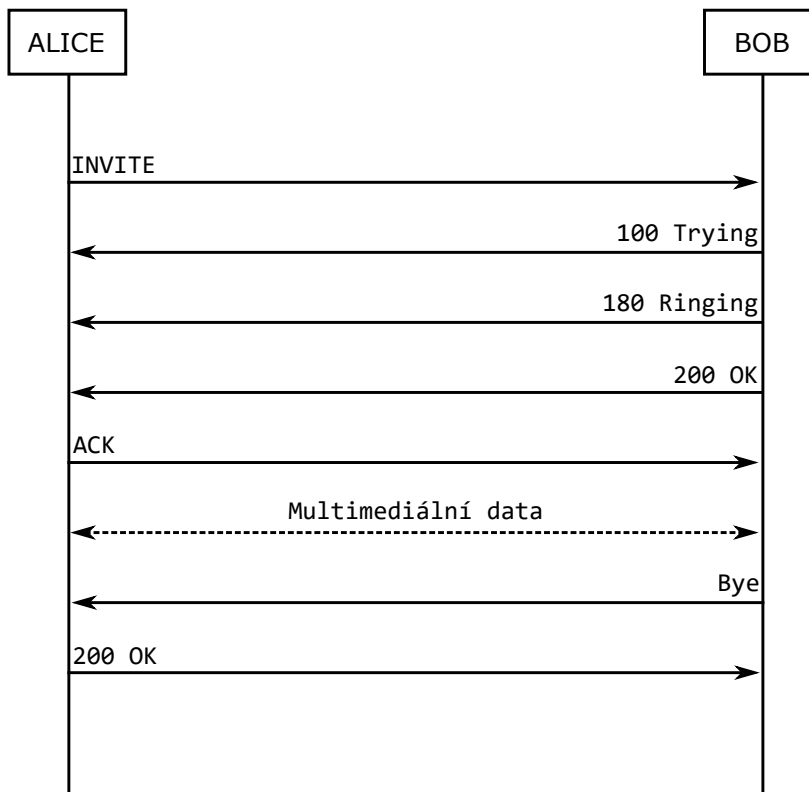 ALICE
BOB
INVITE
100 Trying
180 Ringing
200 OK
ACK
Multimediální data
Bye
200 OK